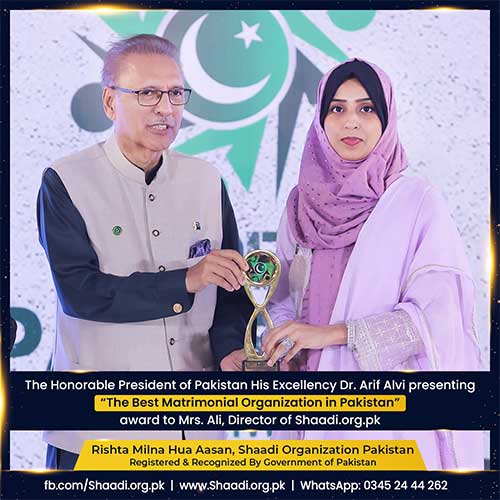 The Honorable President of Pakistan His Excellency Dr. Arif Alvi presenting
“The Best Matrimonial Organization in Pakistan”
award to Mrs. Ali, Director of Shaadi.org.pk
Rishta Milna Hua Aasan, Shaadi Organization Pakistan
Registered & Recognized By Government of Pakistan
fb.com/Shaadi.org.pk | www.Shaadi.org.pk | WhatsApp: 0345 24 44 262